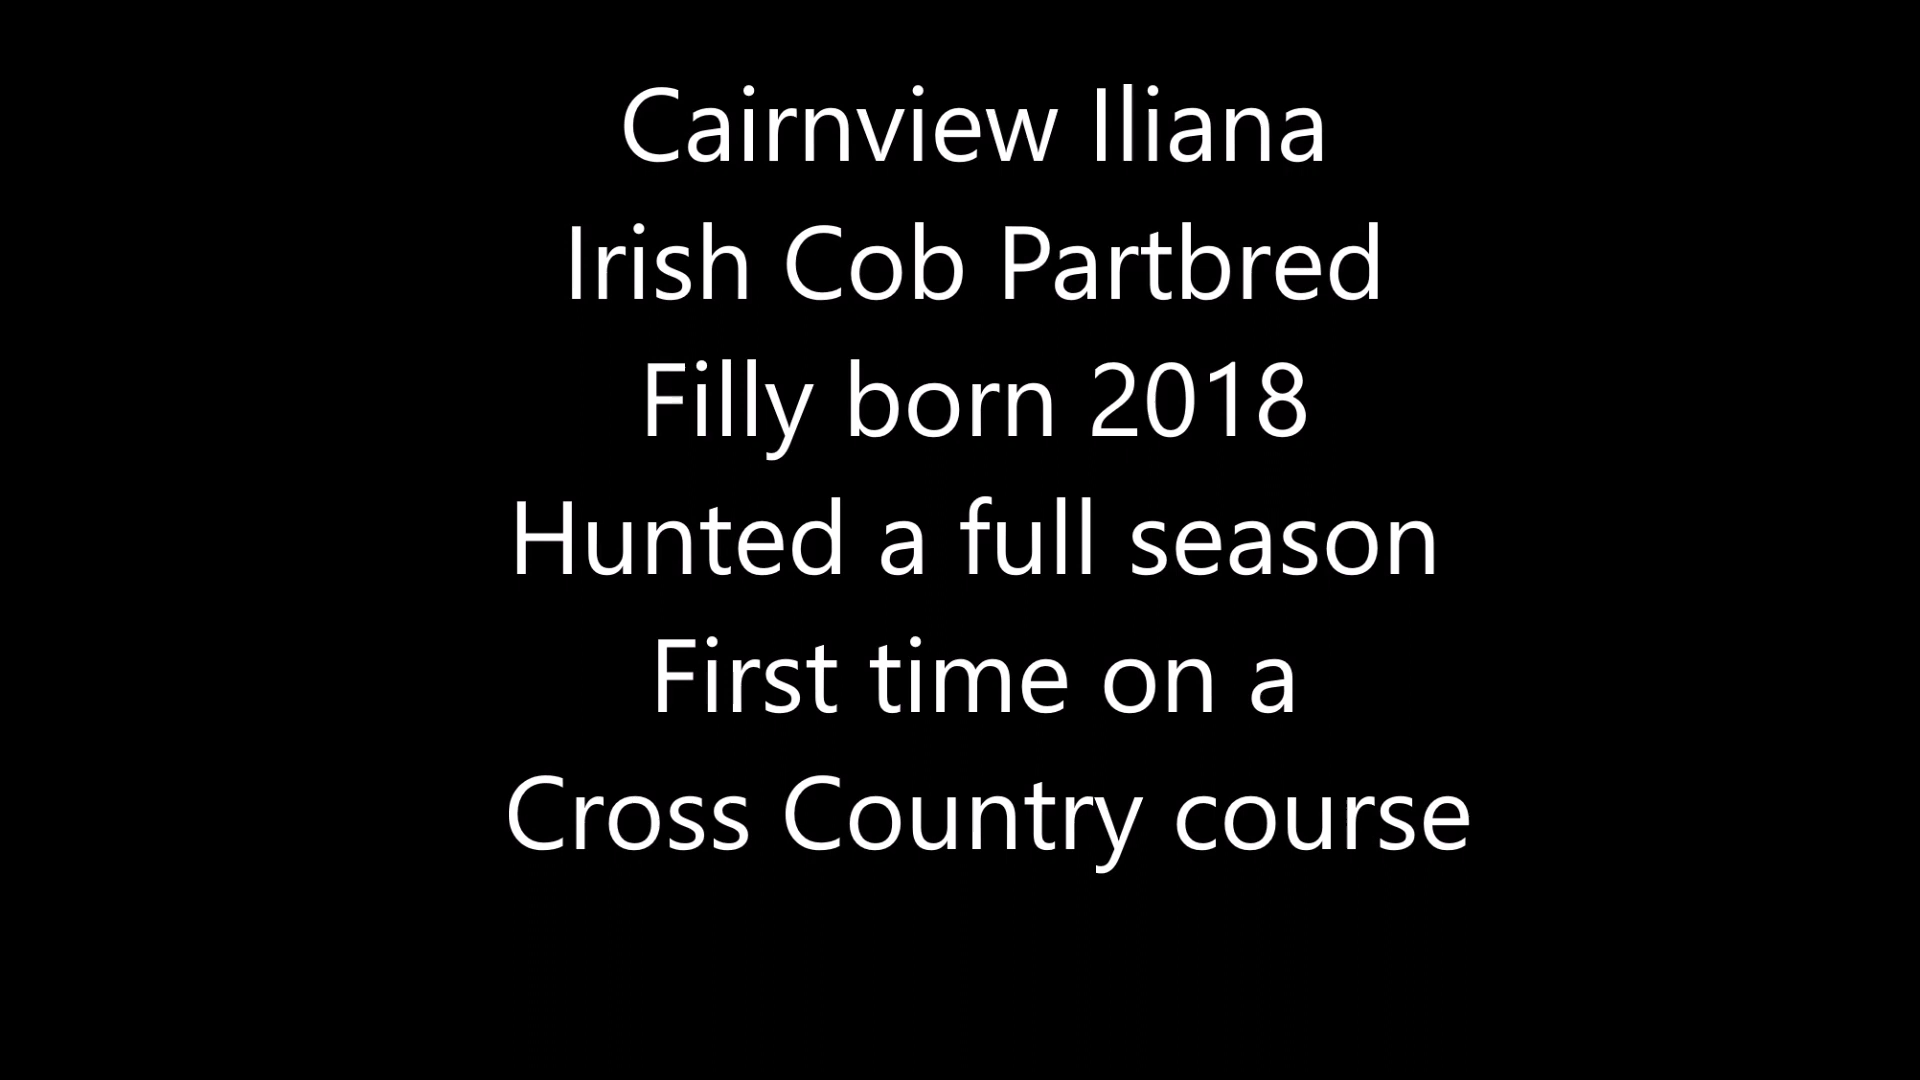 Cairnview Iliana
Irish Cob Partbred
Filly born 2018
Hunted a full season
First time on a
Cross Country course